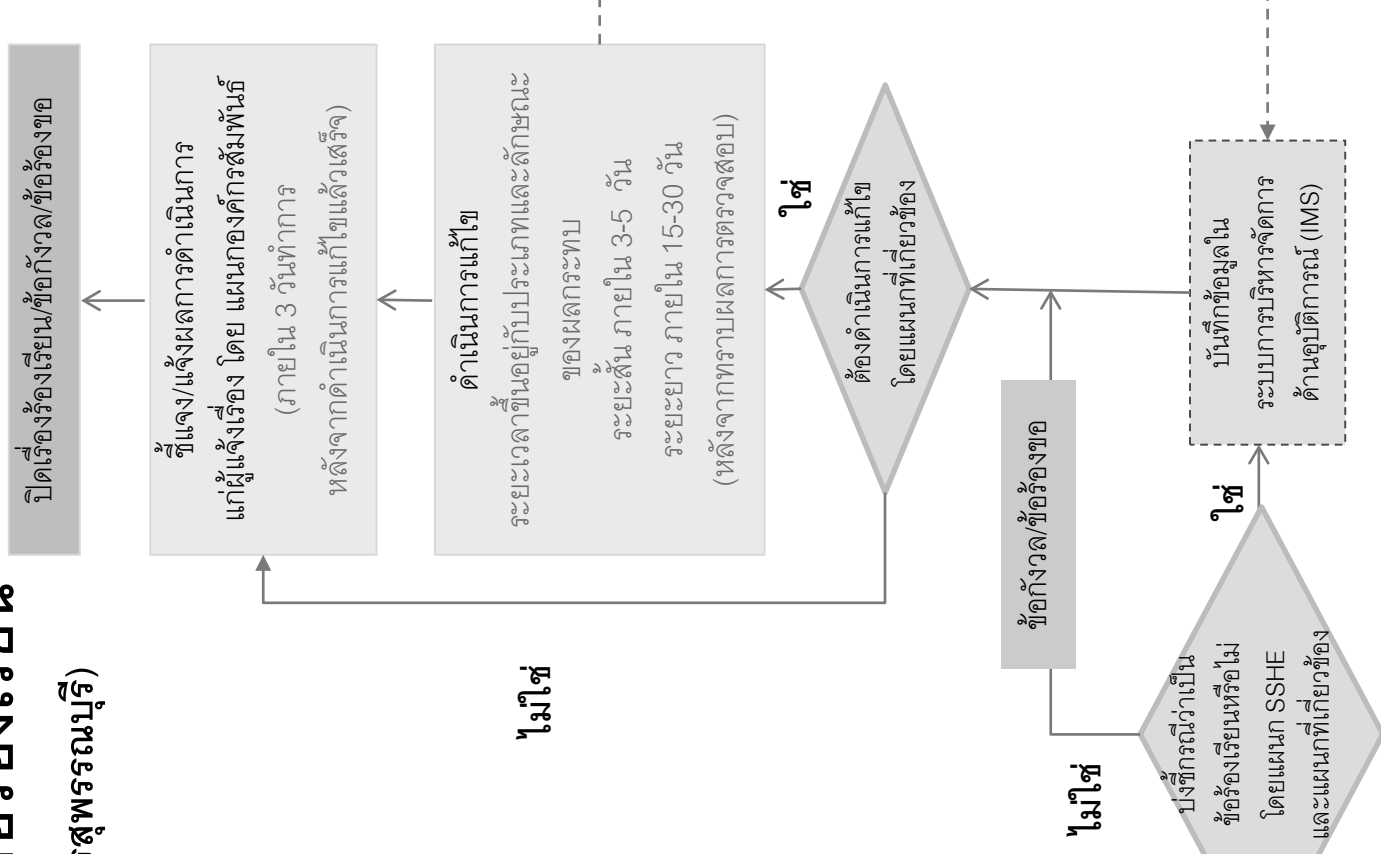 สุพรรณบุรี)
บ่งชี้กรณีว่าเป็น
ข้อร้องเรียนหรือไม่
โดยแผนก SSHE
และแผนกที่เกี่ยวข้อง
ไม่ใช่
ข้อกังวล/ข้อร้องขอ
ใช่
บันทึกข้อมูลใน
ระบบการบริหารจัดการ
ด้านอุบัติการณ์ (IMS)
ต้องดำเนินการแก้ไข
โดยแผนกที่เกี่ยวข้อง
ไม่ใช่
ใช่
ดำเนินการแก้ไข
ระยะเวลาขึ้นอยู่กับประเภทและลักษณะ
ของผลกระทบ
ระยะสั้น ภายใน 3-5 วัน
ระยะยาว ภายใน 15-30 วัน
(หลังจากทราบผลการตรวจสอบ)
ชี้แจง/แจ้งผลการดำเนินการ
แก่ผู้แจ้งเรื่อง โดย แผนกองค์กรสัมพันธ์
(ภายใน 3 วันทำการ
หลังจากดำเนินการแก้ไขแล้วเสร็จ)
ปิดเรื่องร้องเรียน/ข้อกังวล/ข้อร้องขอ